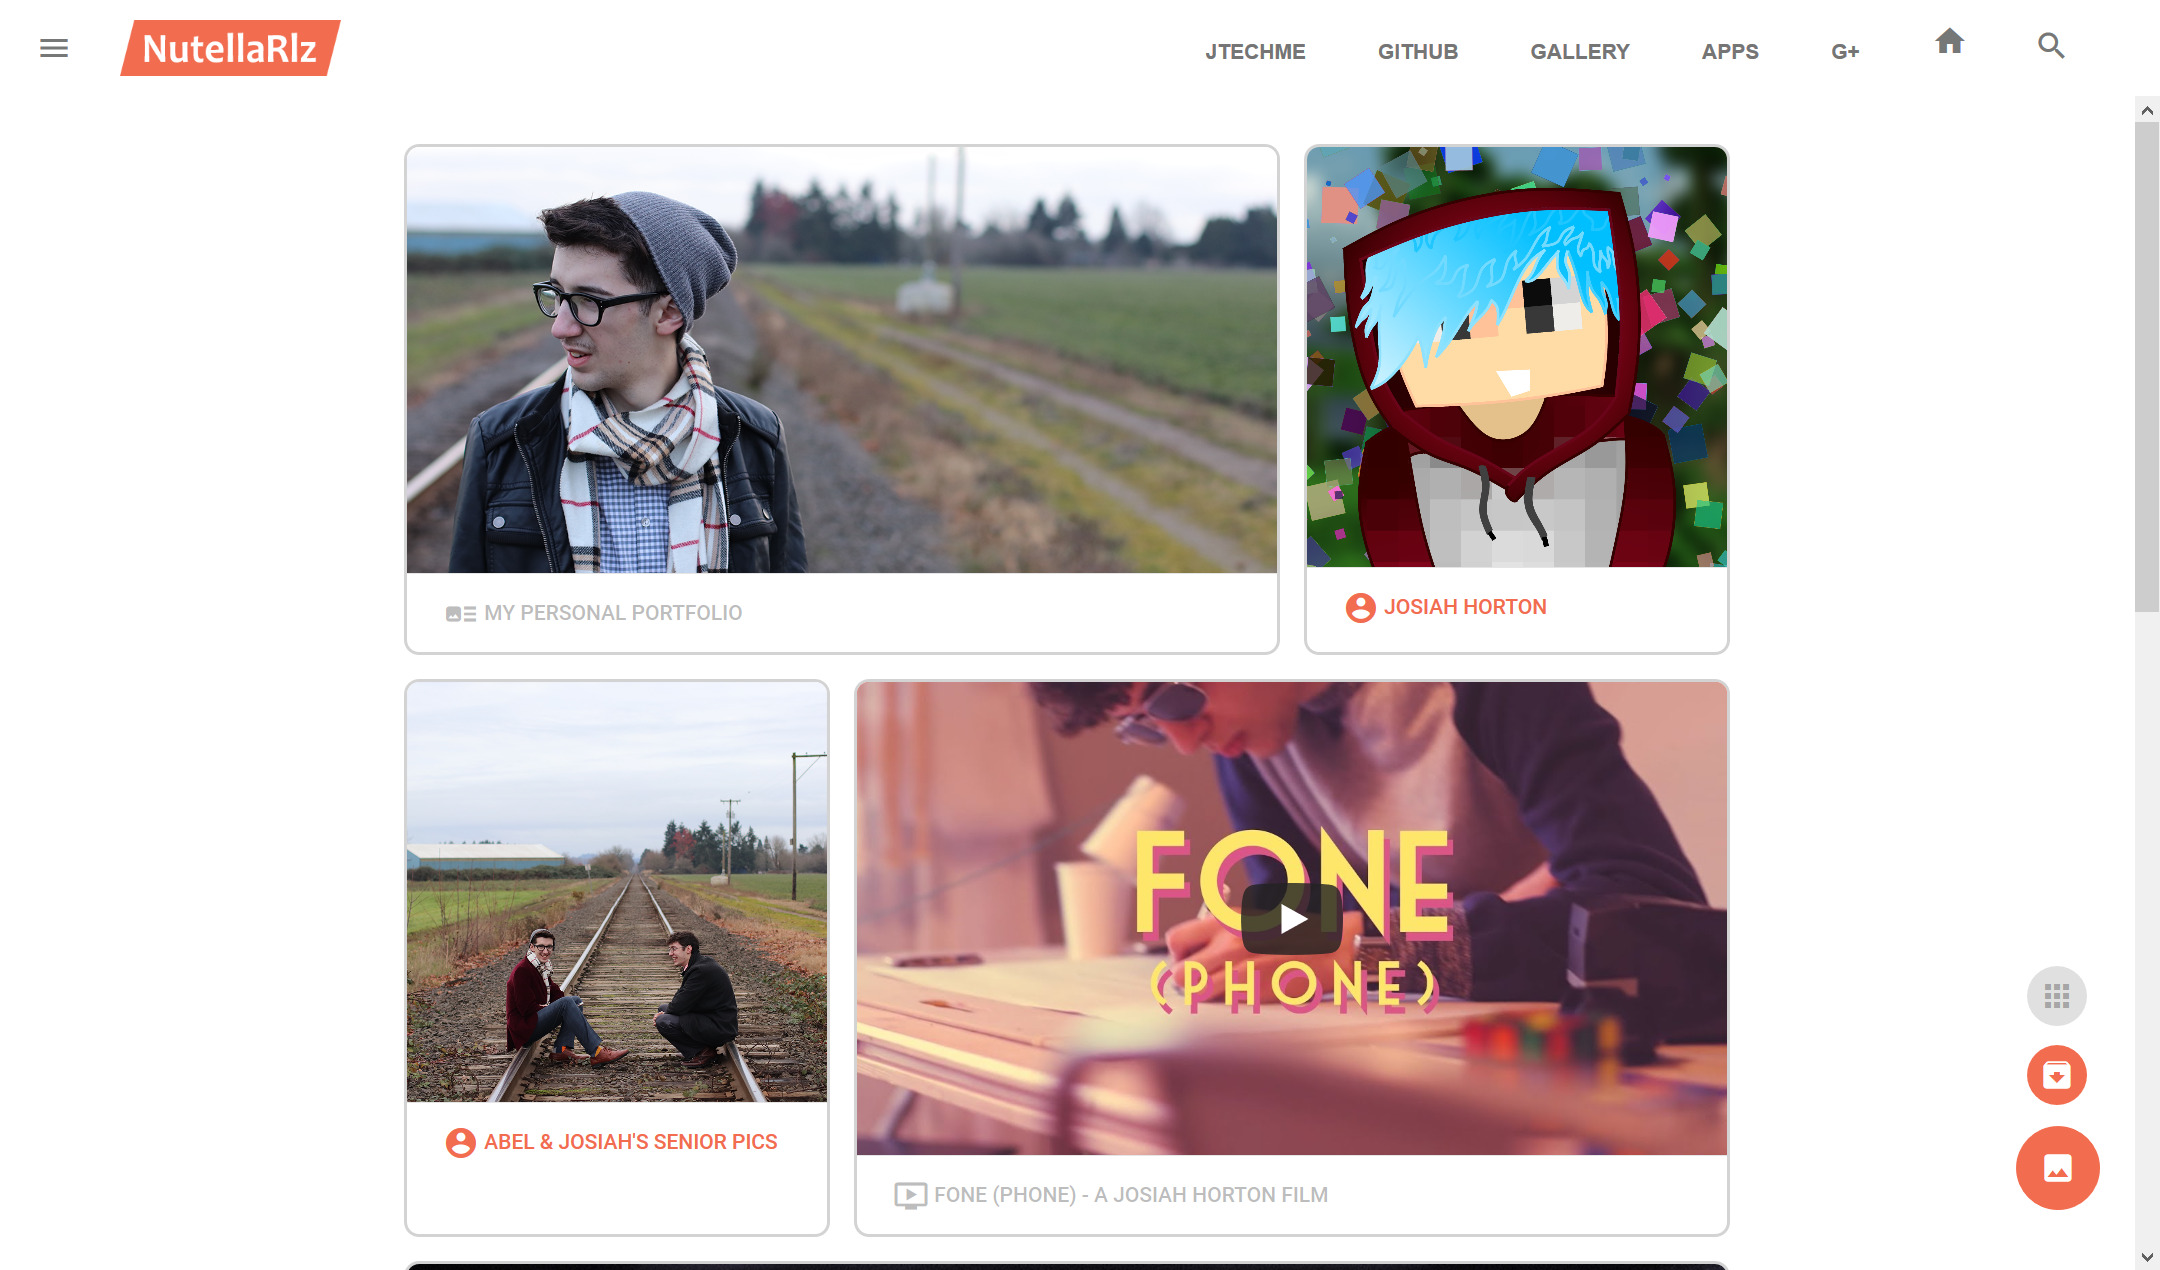 NutellaRlz
JTECHME
GITHUB
GALLERY
APPS
G+
MY PERSONAL PORTFOLIO
JOSIAH HORTON
FONE
(PHONE)
ABEL & JOSIAH'S SENIOR PICS
FONE (PHONE) - A JOSIAH HORTON FILM